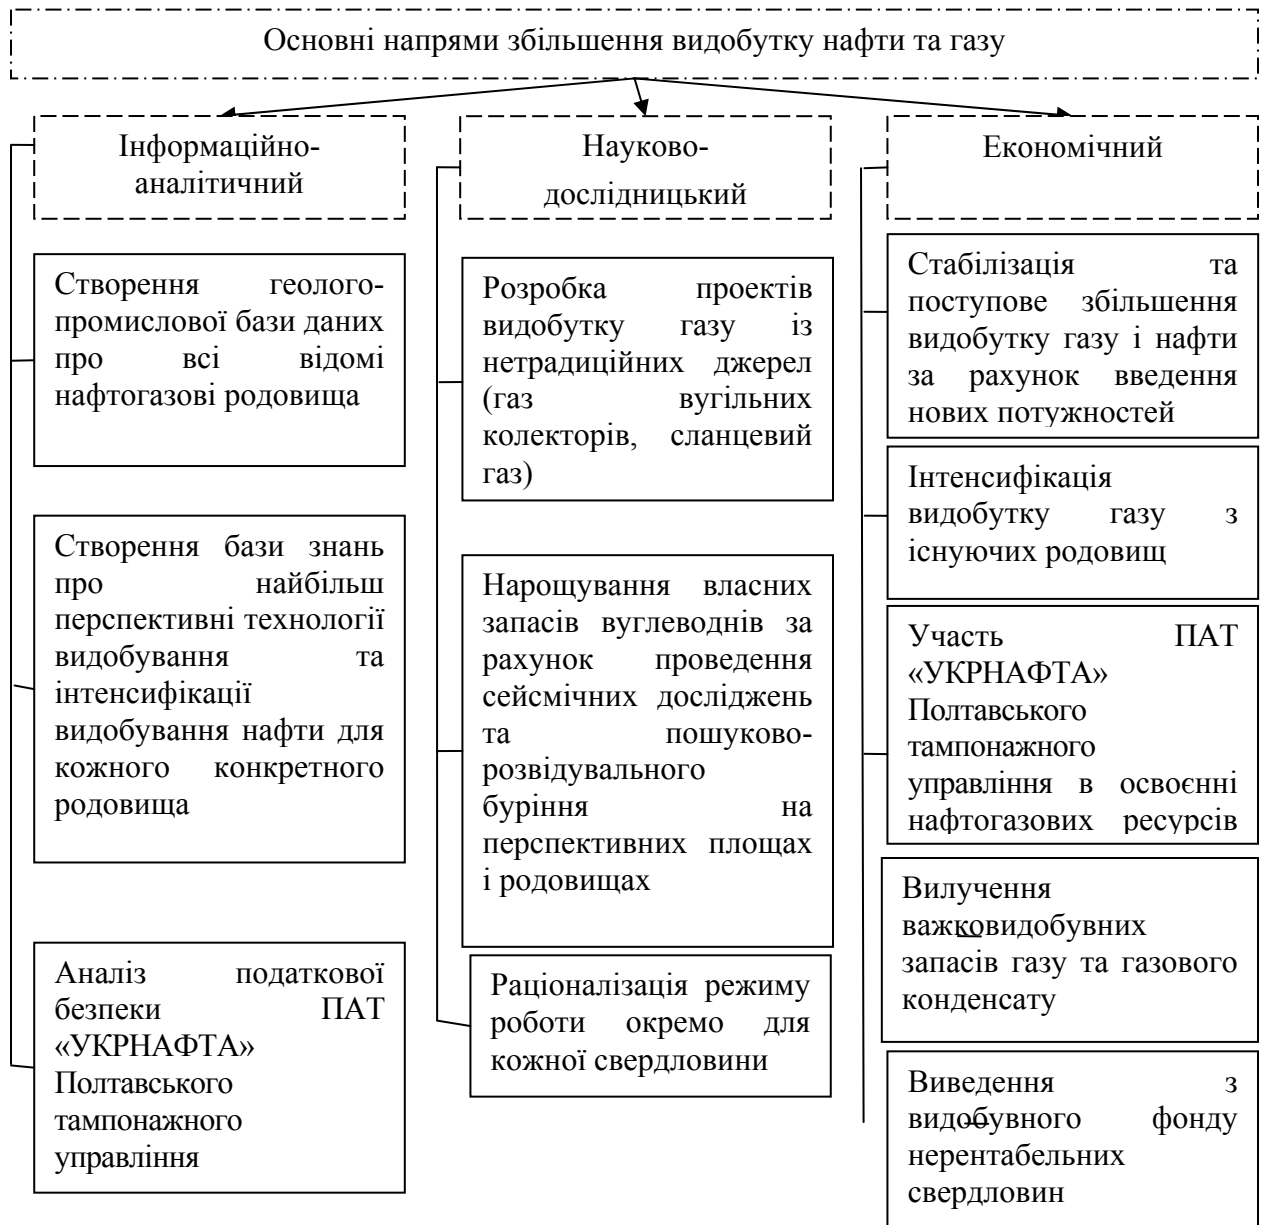 Основні напрями збільшення видобутку нафти та газу
Інформаційно-
аналітичний
Створення геолого-
промислової бази даних
про всі відомі
нафтогазові родовища
Створення бази знань
про найбільш
перспективні технології
видобування та
інтенсифікації
видобування нафти для
кожного конкретного
родовища
Аналіз податкової
безпеки ПАТ
«УКРНАФТА»
Полтавського
тампонажного
управління
Науково-
дослідницький
Розробка проектів
видобутку газу із
нетрадиційних джерел
(газ вугільних
колекторів, сланцевий
газ)
Нарощування власних
запасів вуглеводнів за
рахунок проведення
сейсмічних досліджень
та пошуково-
розвідувального
буріння на
перспективних площах
і родовищах
Раціоналізація режиму
роботи окремо для
кожної свердловини
Економічний
Стабілізація та
поступове збільшення
видобутку газу і нафти
за рахунок введення
нових потужностей
Інтенсифікація
видобутку газу з
існуючих родовищ
Участь ПАТ
«УКРНАФТА»
Полтавського
тампонажного
управління в освоєнні
нафтогазових ресурсів
Вилучення
важковидобувних
запасів газу та газового
конденсату
Виведення з
видобувного фонду
нерентабельних
свердловин